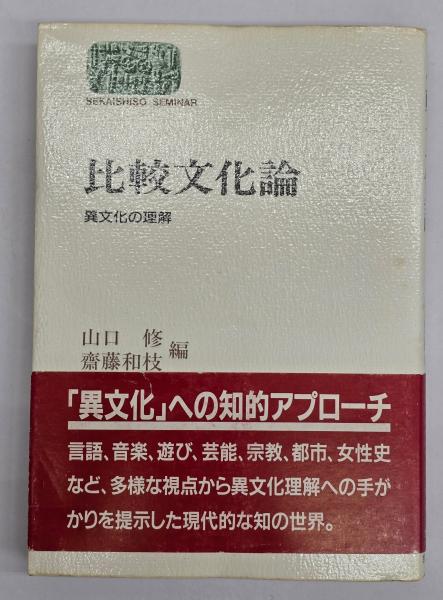 SEKAISHISO SEMINAR
比較文化論
異文化の理解
山口 修
齋藤和枝
編
「異文化」への知的アプローチ
言語、音楽、遊び、芸能、宗教、都市、女性史
など、多様な視点から異文化理解への手が
かりを提示した現代的な知の世界。